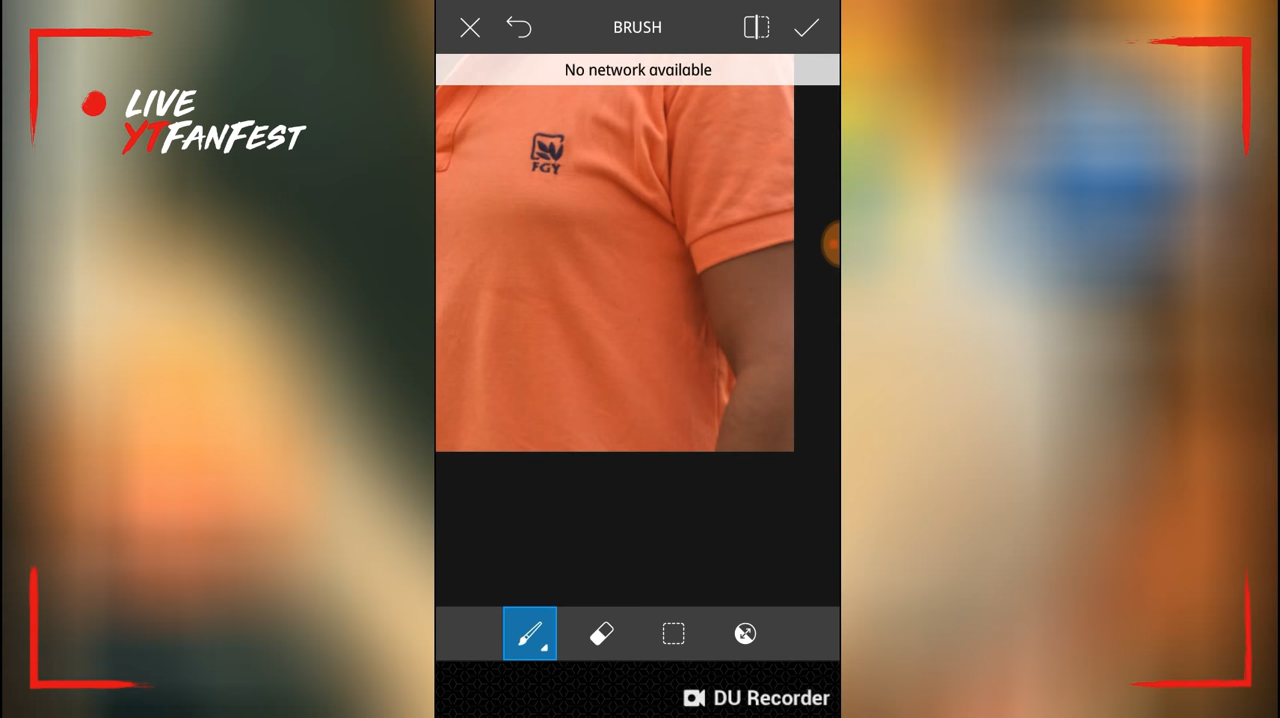 LIVE
YTFANFEST
BRUSH
No network available
FGY
DU Recorder